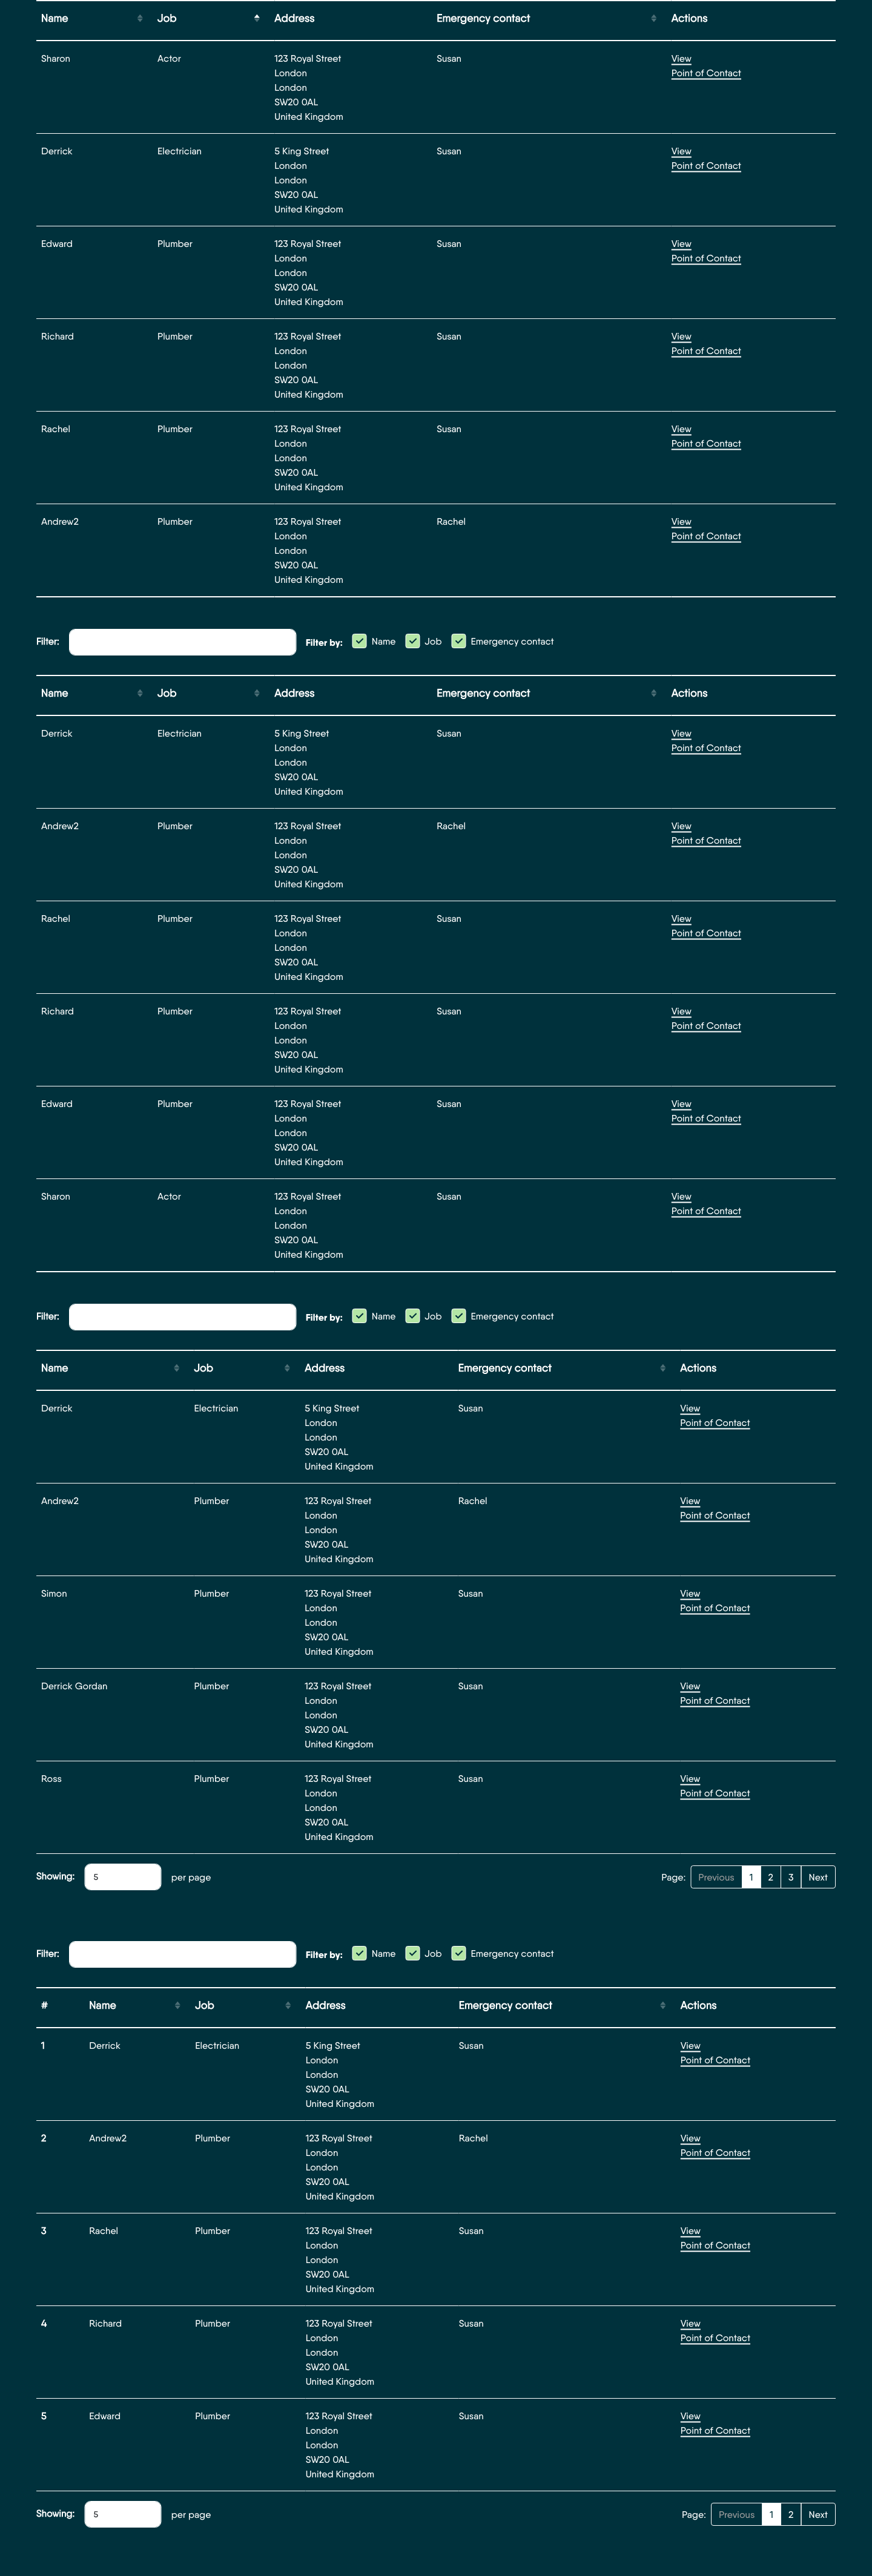 Name Job Address Emergency contact Actions
Sharon Actor 123 Royal Street Susan View
London Point of Contact
London
SW20 0AL
United Kingdom
Derrick Electrician 5 King Street Susan View
London Point of Contact
London
SW20 0AL
United Kingdom
Edward Plumber 123 Royal Street Susan View
London Point of Contact
London
SW20 0AL
United Kingdom
Richard Plumber 123 Royal Street Susan View
London Point of Contact
London
SW20 0AL
United Kingdom
Rachel Plumber 123 Royal Street Susan View
London Point of Contact
London
SW20 0AL
United Kingdom
Andrew2 Plumber 123 Royal Street Rachel View
London Point of Contact
London
SW20 0AL
United Kingdom
Filter: Filter by: Name Job Emergency contact
Name Job Address Emergency contact Actions
Derrick Electrician 5 King Street Susan View
London Point of Contact
London
SW20 0AL
United Kingdom
Andrew2 Plumber 123 Royal Street Rachel View
London Point of Contact
London
SW20 0AL
United Kingdom
Rachel Plumber 123 Royal Street Susan View
London Point of Contact
London
SW20 0AL
United Kingdom
Richard Plumber 123 Royal Street Susan View
London Point of Contact
London
SW20 0AL
United Kingdom
Edward Plumber 123 Royal Street Susan View
London Point of Contact
London
SW20 0AL
United Kingdom
Sharon Actor 123 Royal Street Susan View
London Point of Contact
London
SW20 0AL
United Kingdom
Filter: Filter by: Name Job Emergency contact
Name Job Address Emergency contact Actions
Derrick Electrician 5 King Street Susan View
London Point of Contact
London
SW20 0AL
United Kingdom
Andrew2 Plumber 123 Royal Street Rachel View
London Point of Contact
London
SW20 0AL
United Kingdom
Simon Plumber 123 Royal Street Susan View
London Point of Contact
London
SW20 0AL
United Kingdom
Derrick Gordan Plumber 123 Royal Street Susan View
London Point of Contact
London
SW20 0AL
United Kingdom
Ross Plumber 123 Royal Street Susan View
London Point of Contact
London
SW20 0AL
United Kingdom
Showing: 5 per page Page: Previous 1 2 3 Next
Filter: Filter by: Name Job Emergency contact
# Name Job Address Emergency contact Actions
1 Derrick Electrician 5 King Street Susan View
London Point of Contact
London
SW20 0AL
United Kingdom
2 Andrew2 Plumber 123 Royal Street Rachel View
London Point of Contact
London
SW20 0AL
United Kingdom
3 Rachel Plumber 123 Royal Street Susan View
London Point of Contact
London
SW20 0AL
United Kingdom
4 Richard Plumber 123 Royal Street Susan View
London Point of Contact
London
SW20 0AL
United Kingdom
5 Edward Plumber 123 Royal Street Susan View
London Point of Contact
London
SW20 0AL
United Kingdom
Showing: 5 per page Page: Previous 1 2 Next